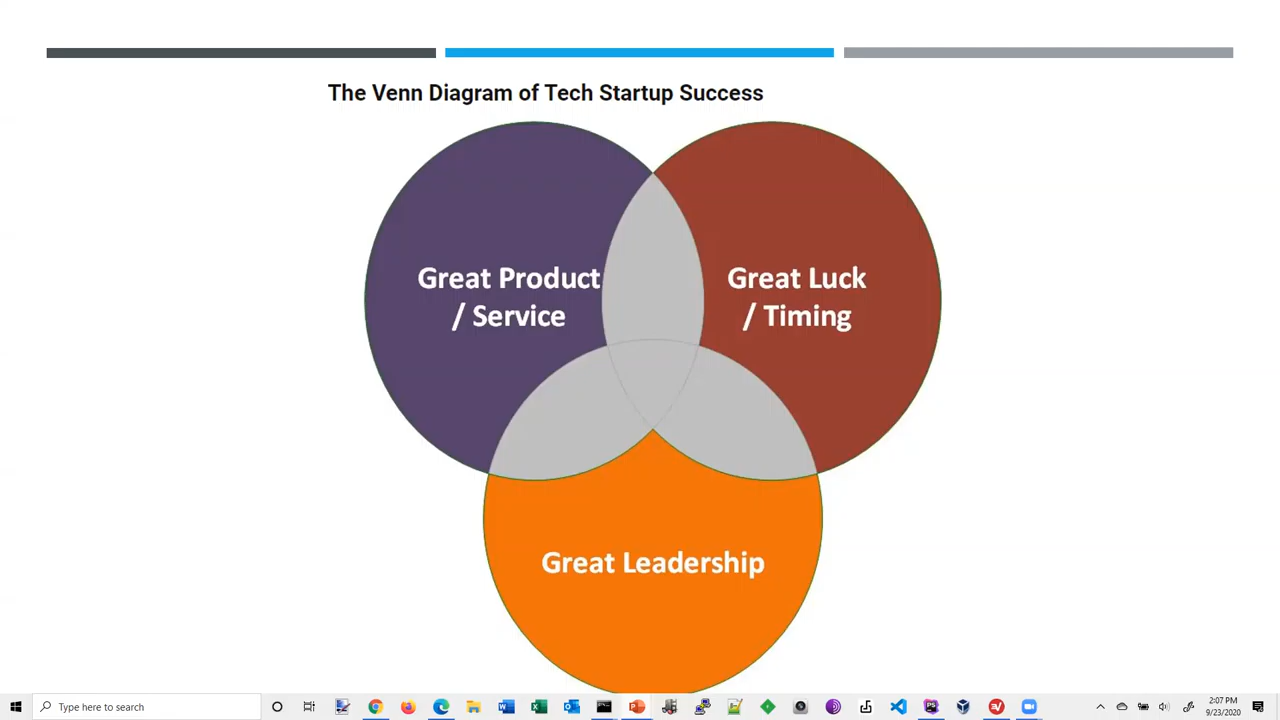 The Venn Diagram of Tech Startup Success
Great Product
/ Service
Great Luck
/ Timing
Great Leadership
Type here to search
2:07 PM
9/23/2020